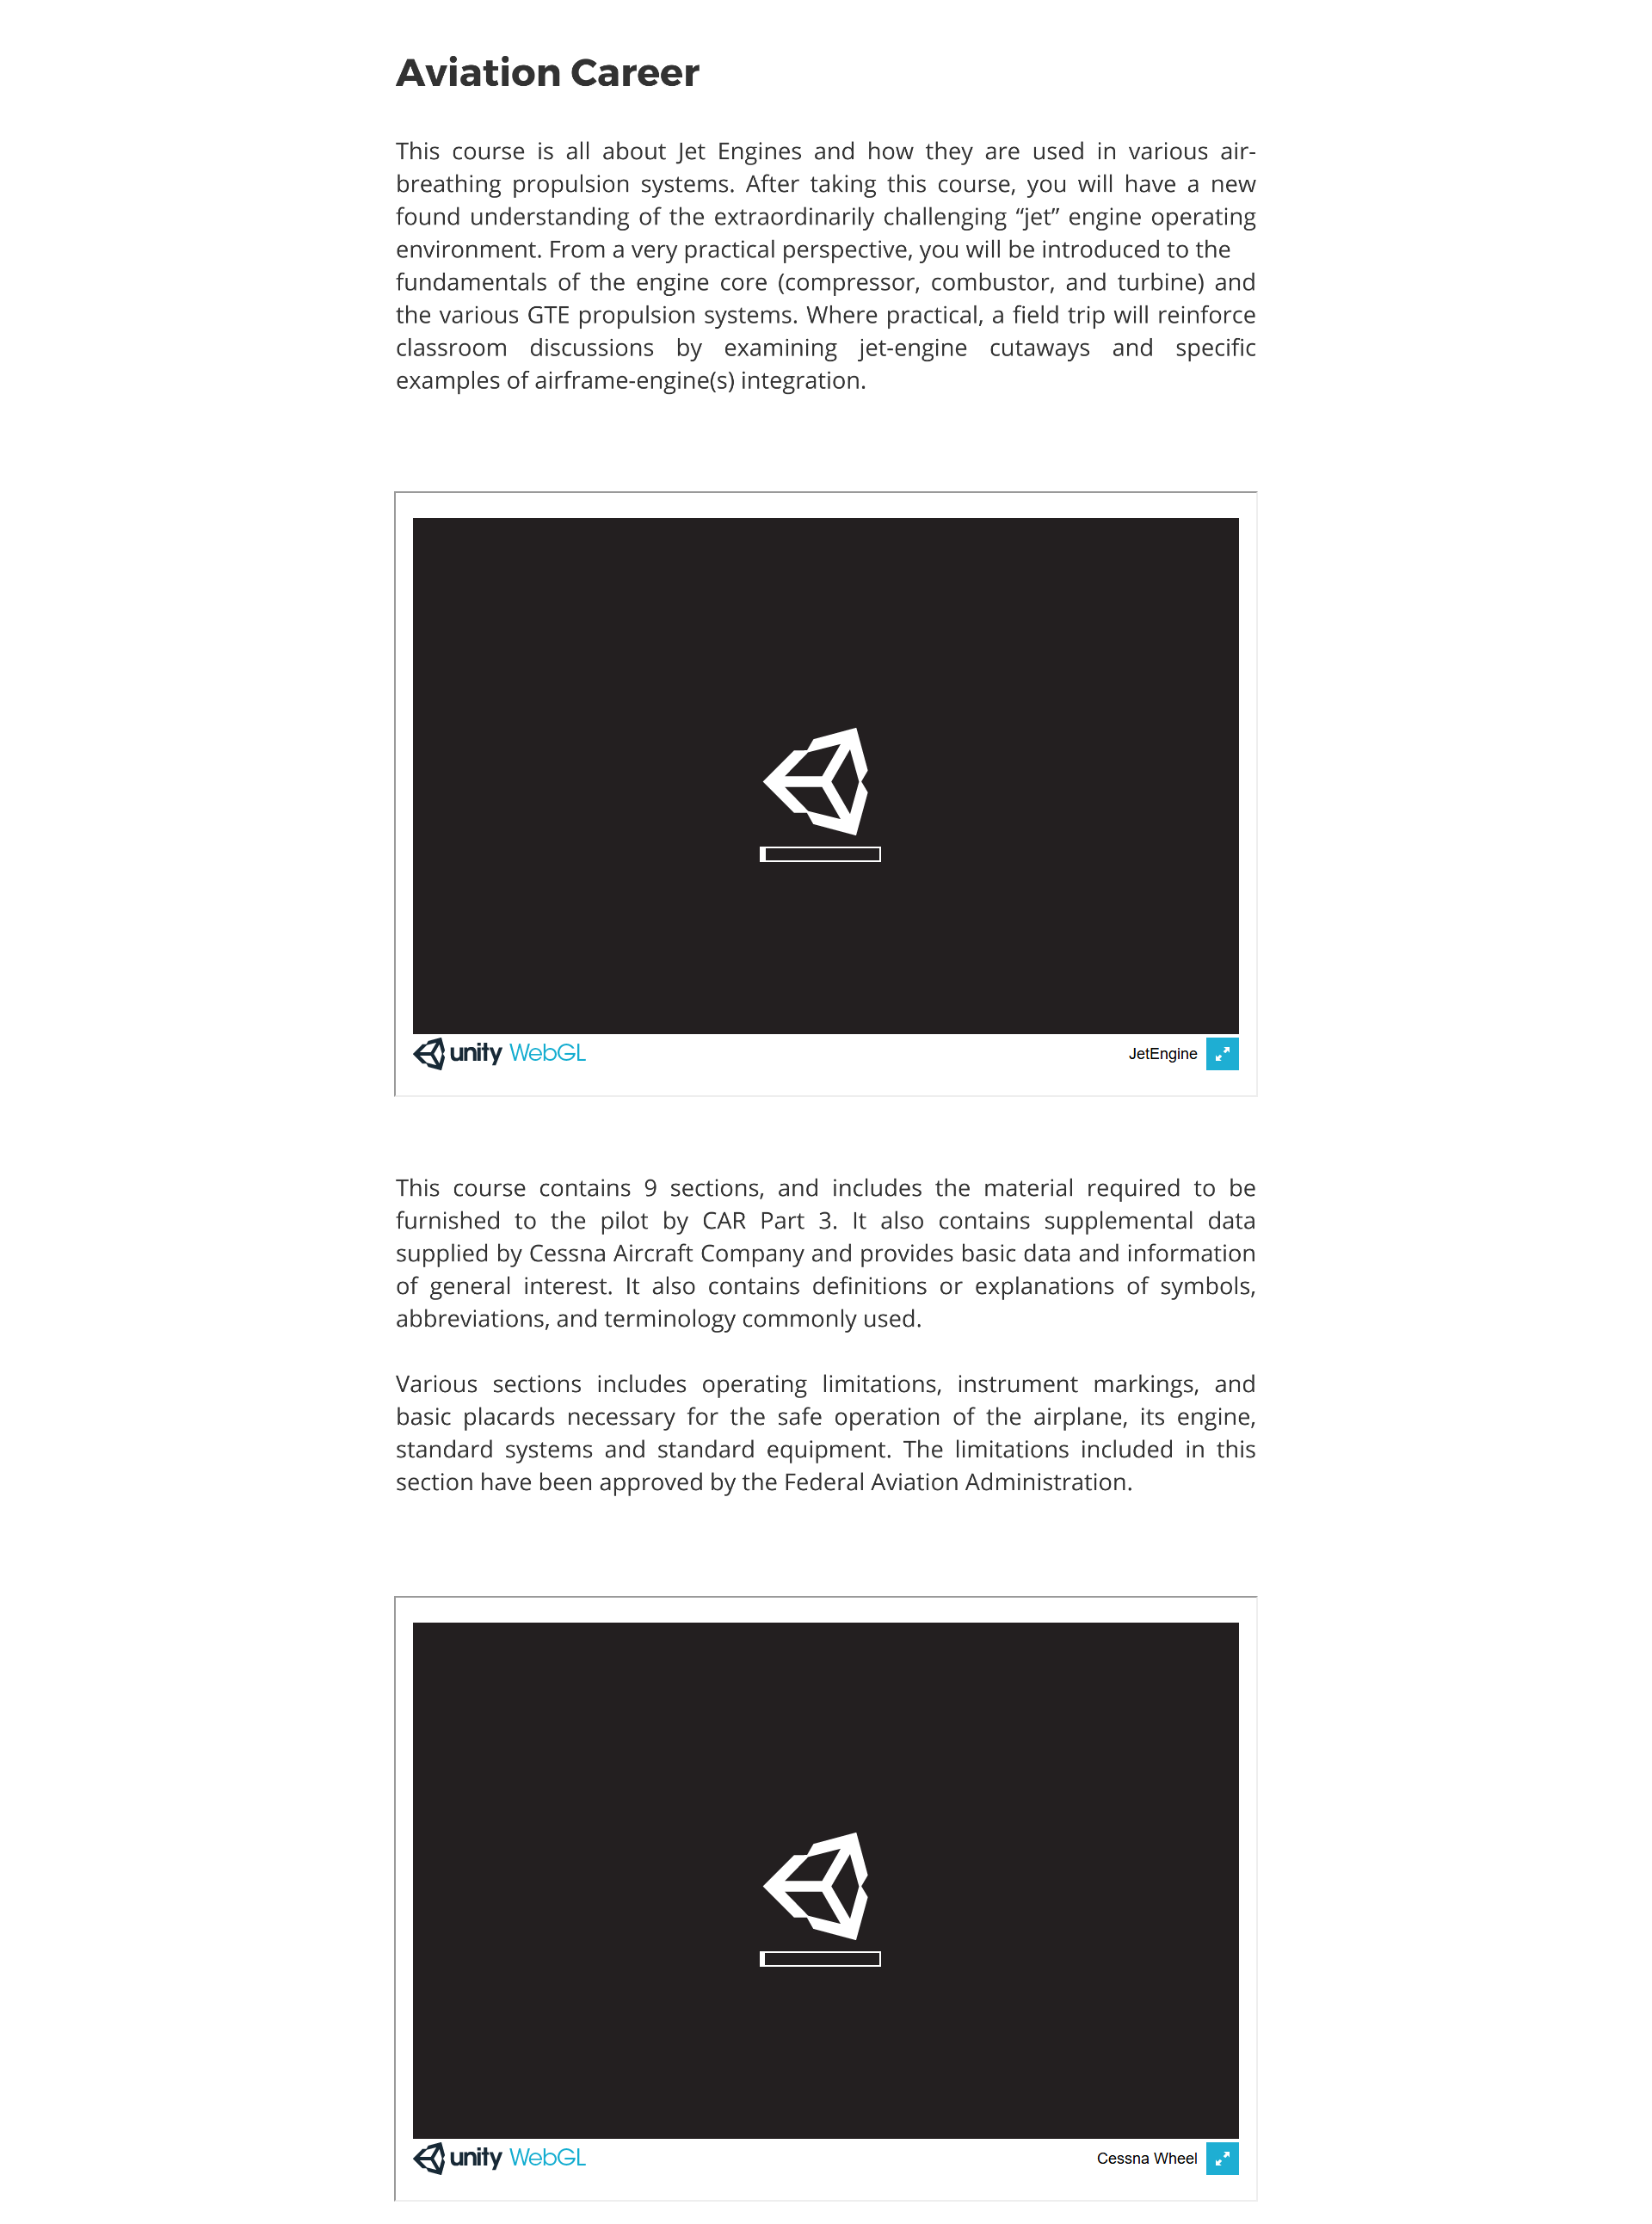 Aviation Career
This course is all about Jet Engines and how they are used in various air-
breathing propulsion systems. After taking this course, you will have a new
found understanding of the extraordinarily challenging “jet” engine operating
environment. From a very practical perspective, you will be introduced to the
fundamentals of the engine core (compressor, combustor, and turbine) and
the various GTE propulsion systems. Where practical, a field trip will reinforce
classroom discussions by examining jet-engine cutaways and specific
examples of airframe-engine(s) integration.
unity WebGL
JetEngine
This course contains 9 sections, and includes the material required to be
furnished to the pilot by CAR Part 3. It also contains supplemental data
supplied by Cessna Aircraft Company and provides basic data and information
of general interest. It also contains definitions or explanations of symbols,
abbreviations, and terminology commonly used.
Various sections includes operating limitations, instrument markings, and
basic placards necessary for the safe operation of the airplane, its engine,
standard systems and standard equipment. The limitations included in this
section have been approved by the Federal Aviation Administration.
unity WebGL
Cessna Wheel